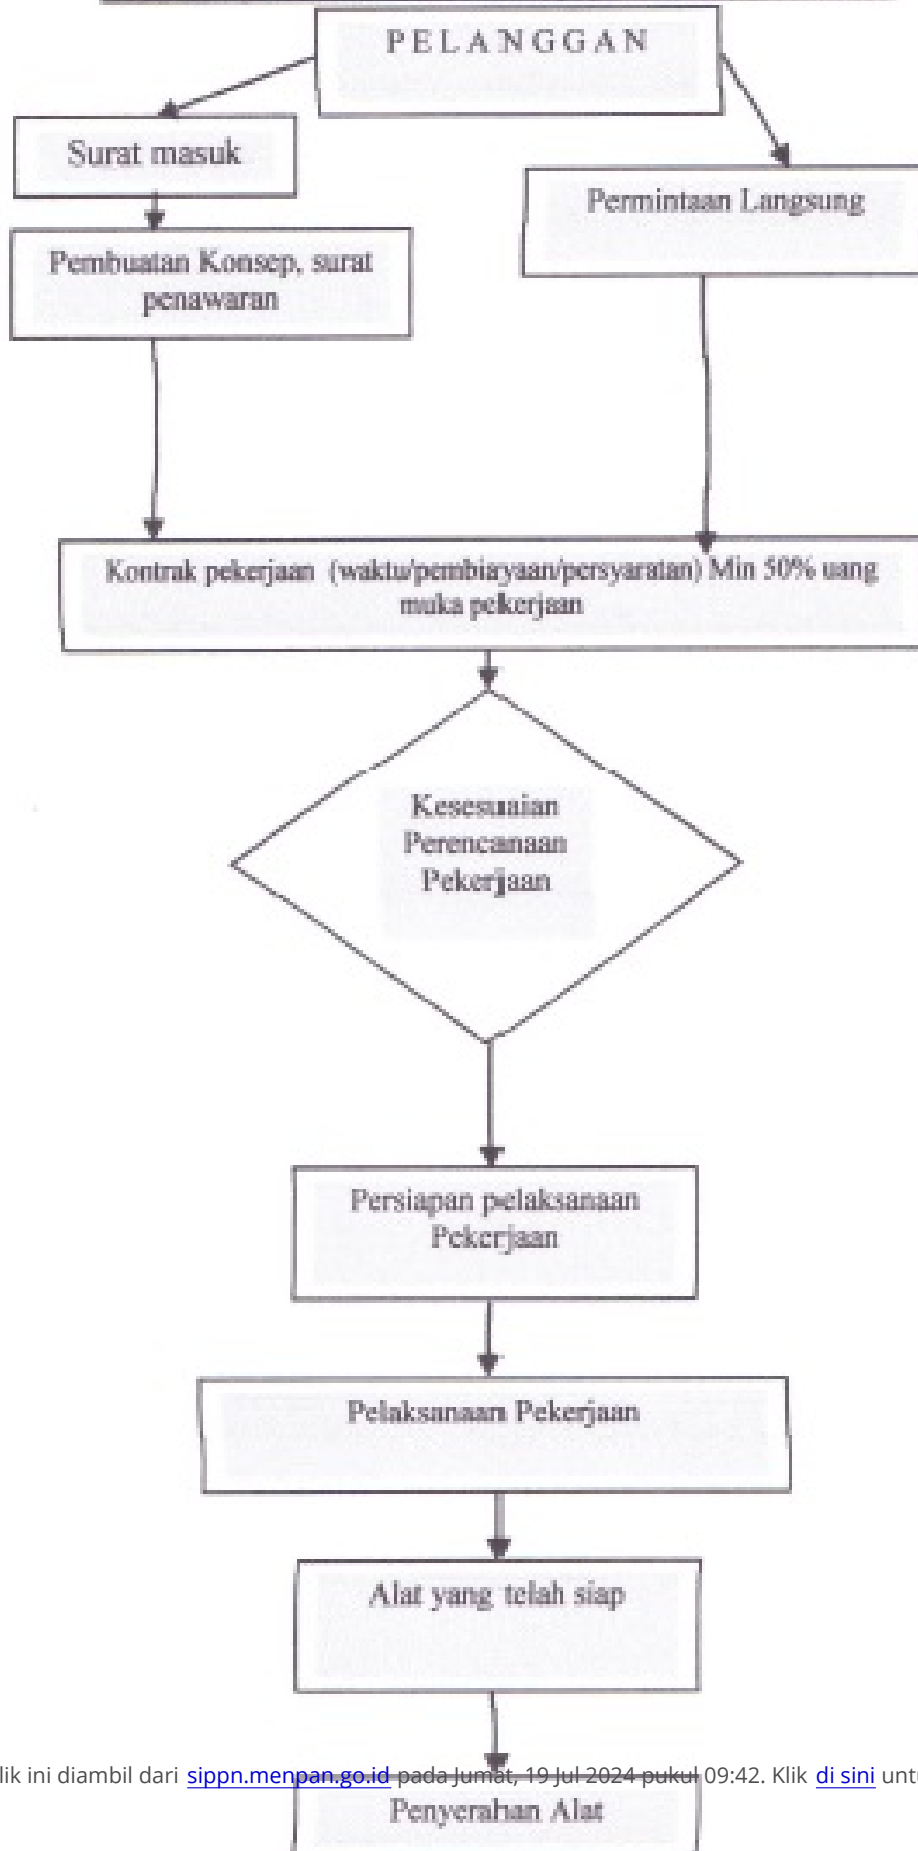 PELANGGAN
Surat masuk
Permintaan Langsung
Pembuatan Konsep, surat
penawaran
Kontrak pekerjaan (waktu/pembiayaan/persyaratan) Min 50% uang
muka pekerjaan
Kesesuaian
Perencanaan
Pekerjaan
Persiapan pelaksanaan
Pekerjaan
Pelaksanaan Pekerjaan
Alat yang telah siap
lik ini diambil dari sippn.menpan.go.id pada Jumat, 19 Jul 2024 pukul 09:42. Klik di sini untu
Penyerahan Alat